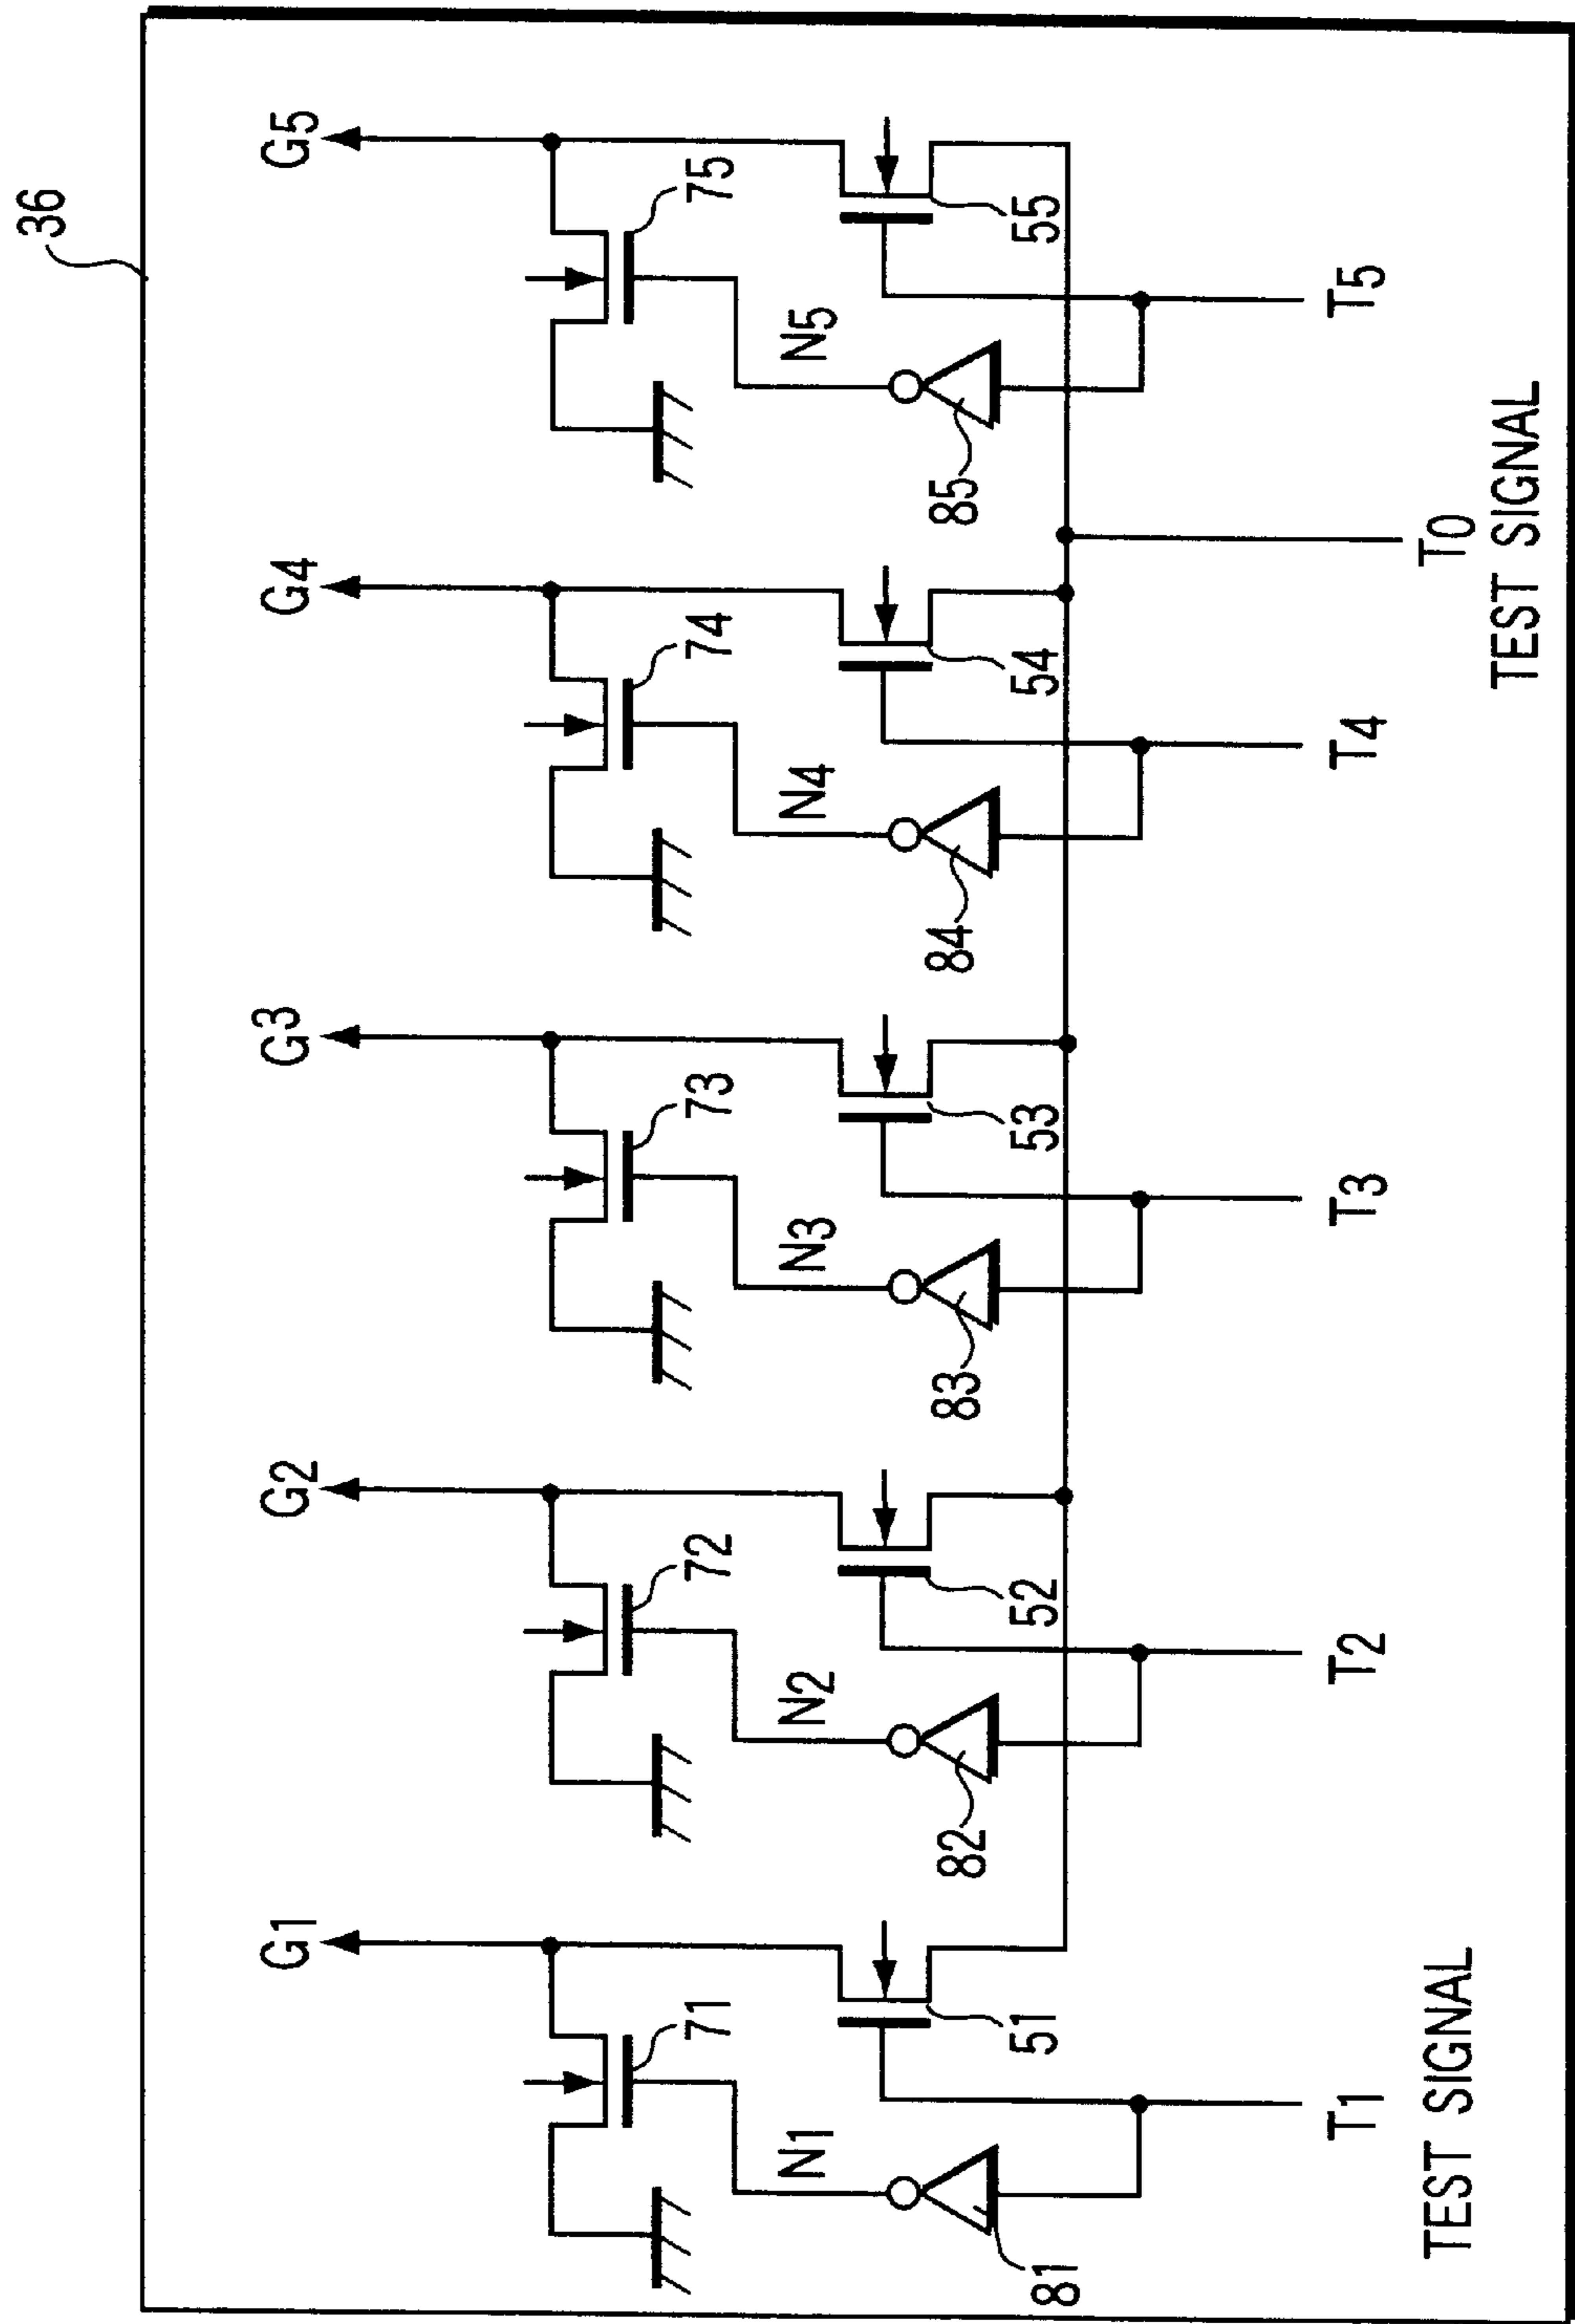 36
G1 G2 G3 G4 G5
71 72 73 74 75
N1 N2 N3 N4 N5
81 82 83 84 85
51 52 53 54 55
T1 T2 T3 T4 T5
T0
TEST SIGNAL
TEST SIGNAL